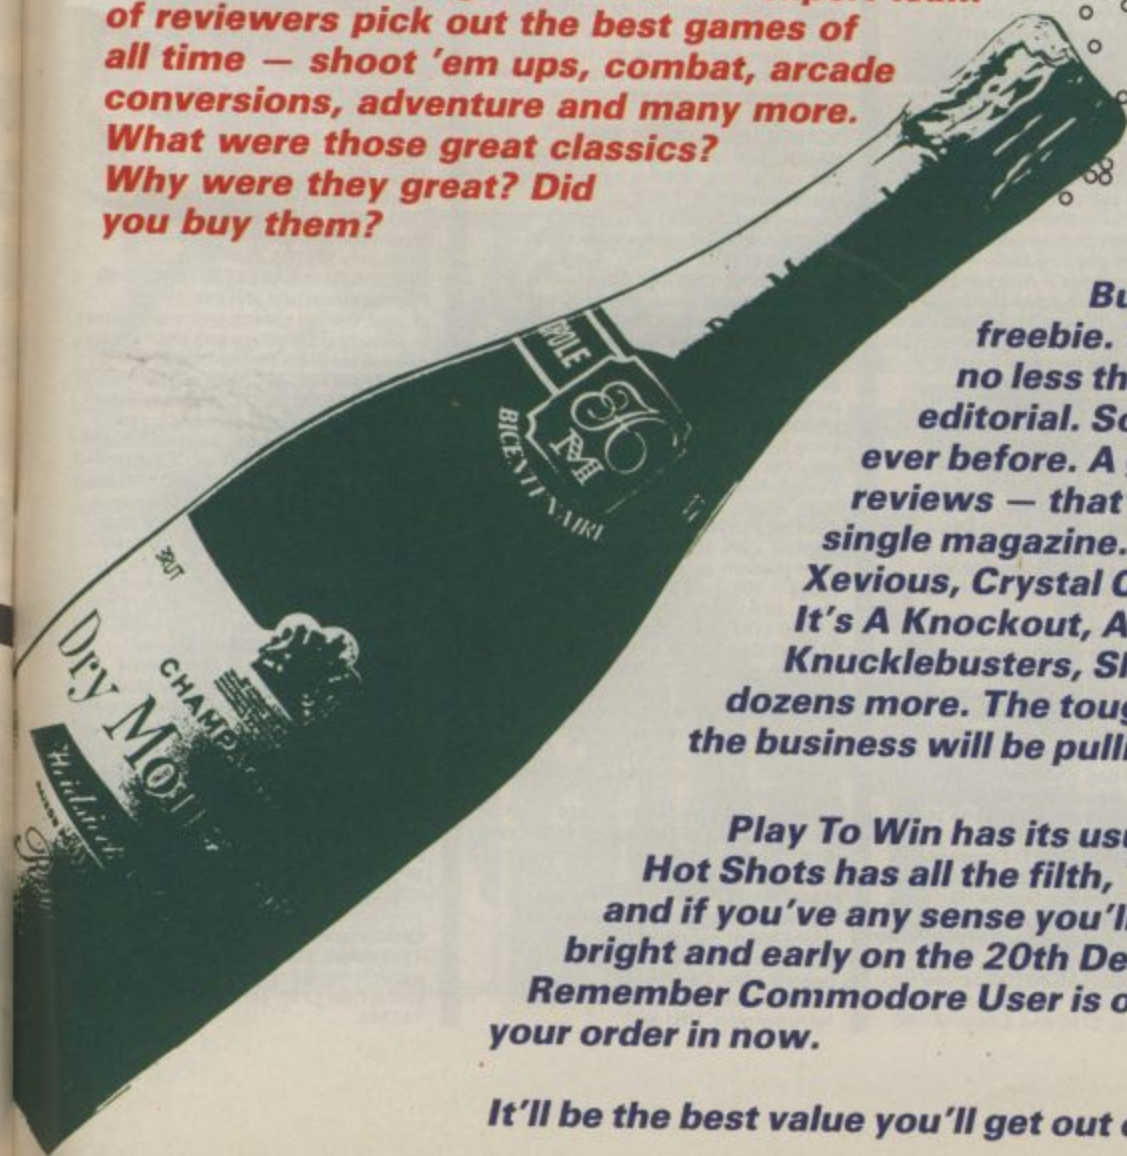 of reviewers pick out the best games of
all time — shoot 'em ups, combat, arcade
conversions, adventure and many more.
What were those great classics?
Why were they great? Did
you buy them?
BICENTENAIRE
BRUT
Dry Mo
CHAMP
freebie.
no less th
editorial. So
ever before. A
reviews — that'
single magazine.
Xevious, Crystal C
It's A Knockout, A
Knucklebusters, Sh
dozens more. The toug
the business will be pulli
Play To Win has its usu
Hot Shots has all the filth,
and if you've any sense you'll
bright and early on the 20th De
Remember Commodore User is o
your order in now.
It'll be the best value you'll get out